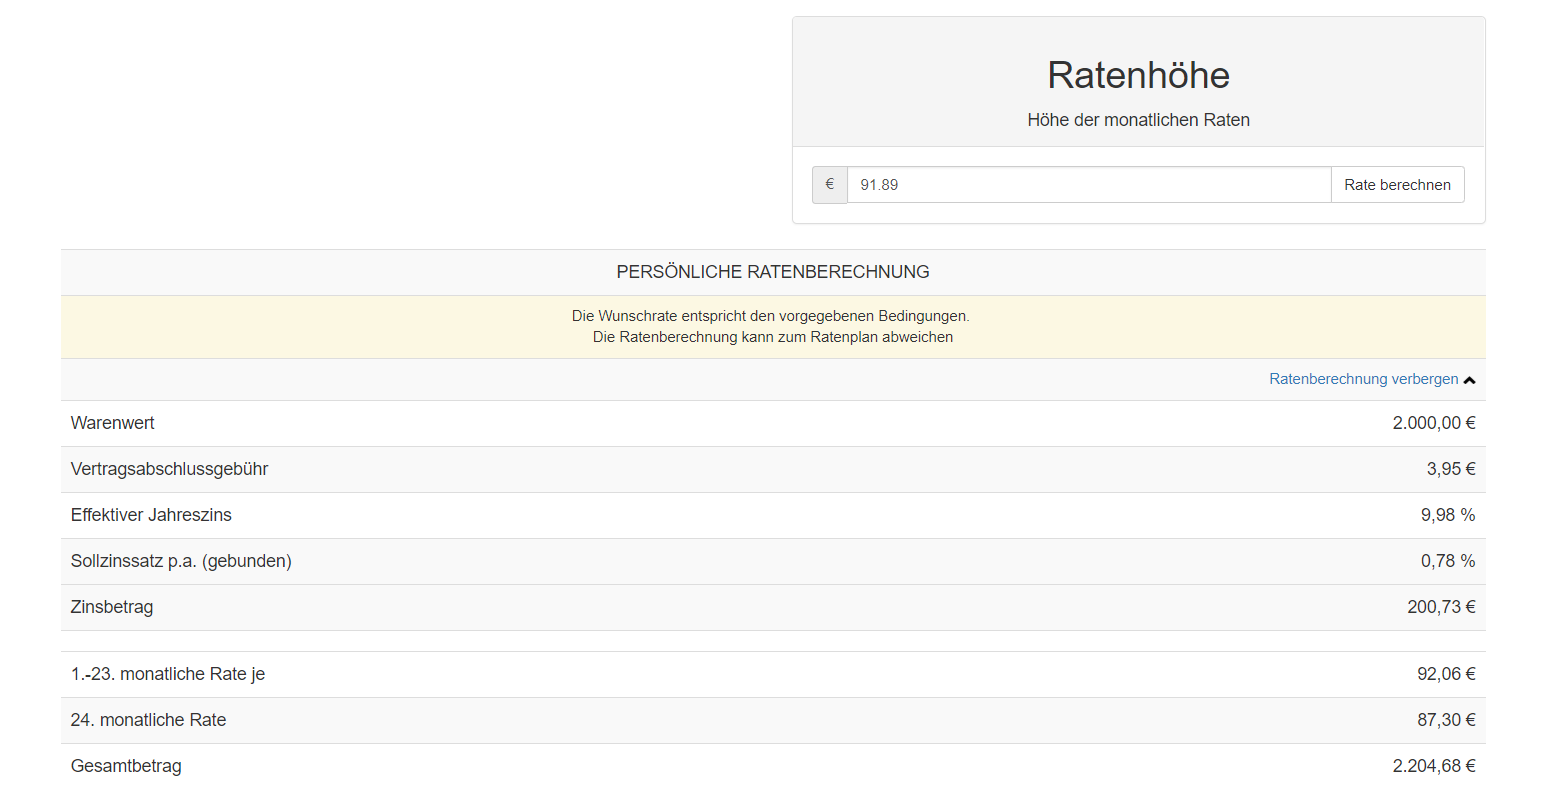 Ratenhöhe
Höhe der monatlichen Raten
€ 91.89 Rate berechnen
PERSÖNLICHE RATENBERECHNUNG
Die Wunschrate entspricht den vorgegebenen Bedingungen.
Die Ratenberechnung kann zum Ratenplan abweichen
Ratenberechnung verbergen
Warenwert 2.000,00 €
Vertragsabschlussgebühr 3,95 €
Effektiver Jahreszins 9,98 %
Sollzinssatz p.a. (gebunden) 0,78 %
Zinsbetrag 200,73 €
1.-23. monatliche Rate je 92,06 €
24. monatliche Rate 87,30 €
Gesamtbetrag 2.204,68 €